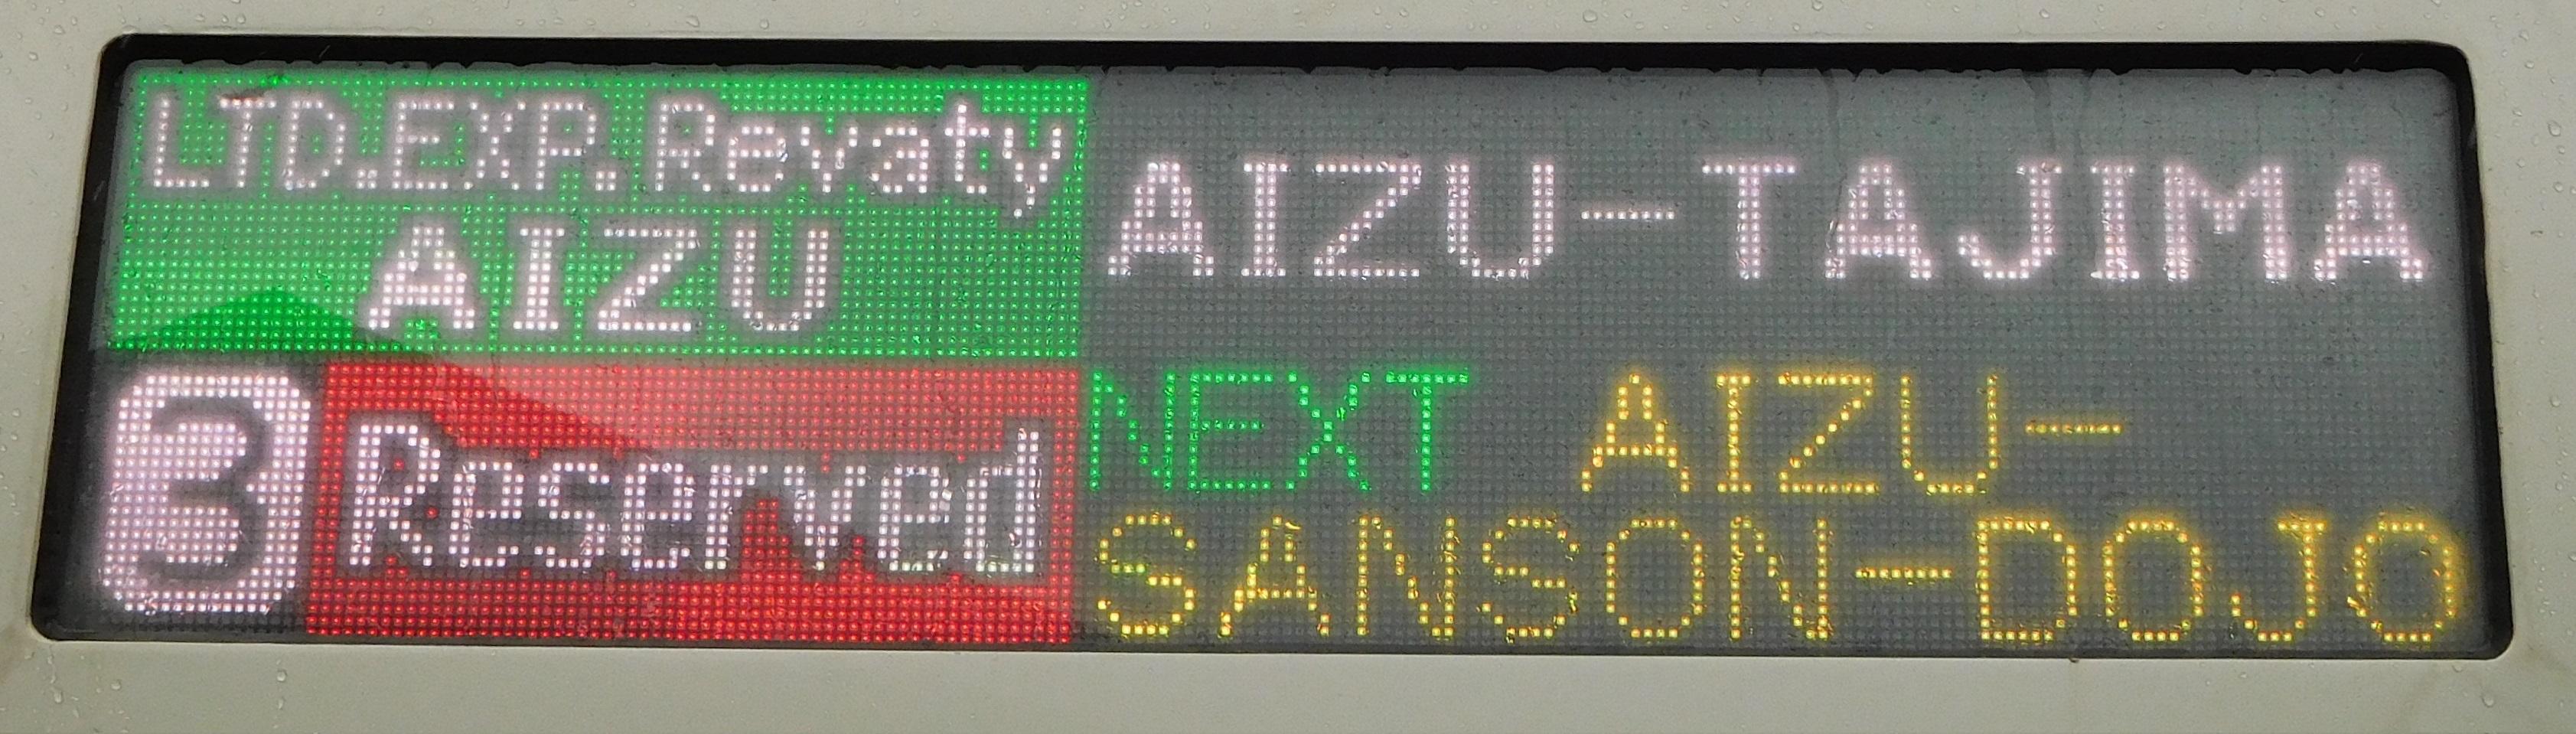 LTD.EXP.Revaty
AIZU
3 Reserved
AIZU-TAJIMA
NEXT AIZU-
SANSON-DOJO